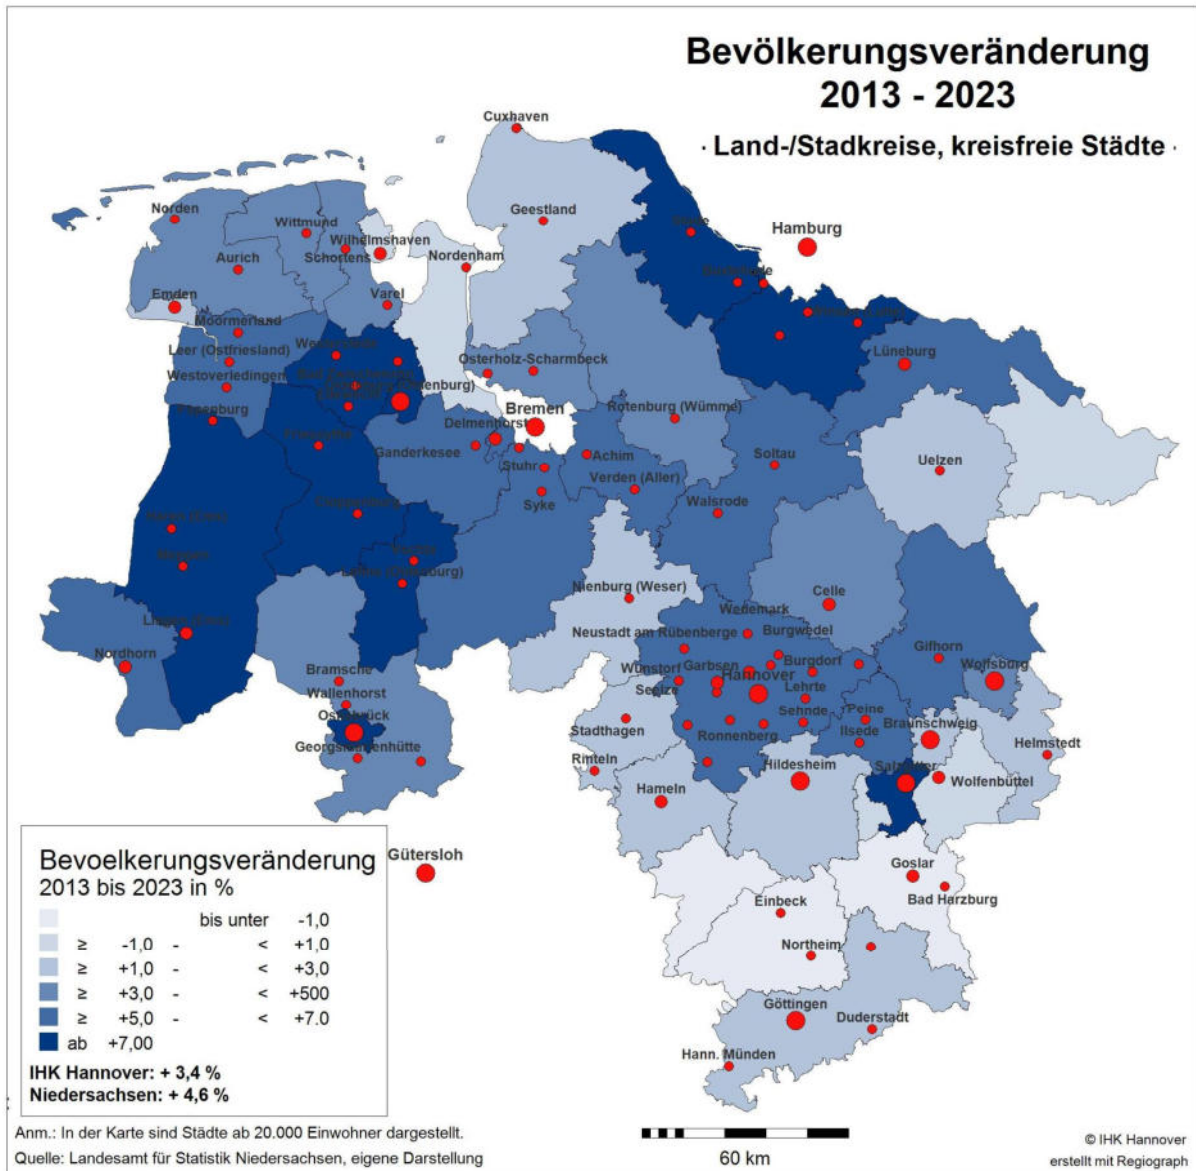 Bevölkerungsveränderung
2013 - 2023
· Land-/Stadkreise, kreisfreie Städte ·
Cuxhaven
Norden
Geestland
Wittmund
Hamburg
Wilhelmshaven
Schortens
Nordenham
Aurich
Emden
Varel
Moormerland
Leer (Ostfriesland)
Osterholz-Scharmbeck
Lüneburg
Westoverledingen
Bremen
Rotenburg (Wümme)
Delmenhorst
Ganderkesee
Achim
Soltau
Uelzen
Stuhr
Verden (Aller)
Syke
Walsrode
Nienburg (Weser)
Celle
Wedemark
Neustadt am Rübenberge
Burgwedel
Gifhorn
Nordhorn
Bramsche
Wunstorf
Garbsen
Burgdorf
Wolfsburg
Hannover
Wallenhorst
Seelze
Lehrte
Osnabrück
Stadthagen
Sehnde
Peine
Braunschweig
Ronnenberg
Ilsede
Helmstedt
Georgsmarienhütte
Rinteln
Hildesheim
Salzgitter
Wolfenbüttel
Hameln
Gütersloh
Goslar
Bad Harzburg
Einbeck
Northeim
Göttingen
Duderstadt
Hann. Münden
Bevoelkerungsveränderung
2013 bis 2023 in %
bis unter -1,0
≥ -1,0 - < +1,0
≥ +1,0 - < +3,0
≥ +3,0 - < +500
≥ +5,0 - < +7.0
ab +7,00
IHK Hannover: + 3,4 %
Niedersachsen: + 4,6 %
Anm.: In der Karte sind Städte ab 20.000 Einwohner dargestellt.
Quelle: Landesamt für Statistik Niedersachsen, eigene Darstellung
60 km
© IHK Hannover
erstellt mit Regiograph